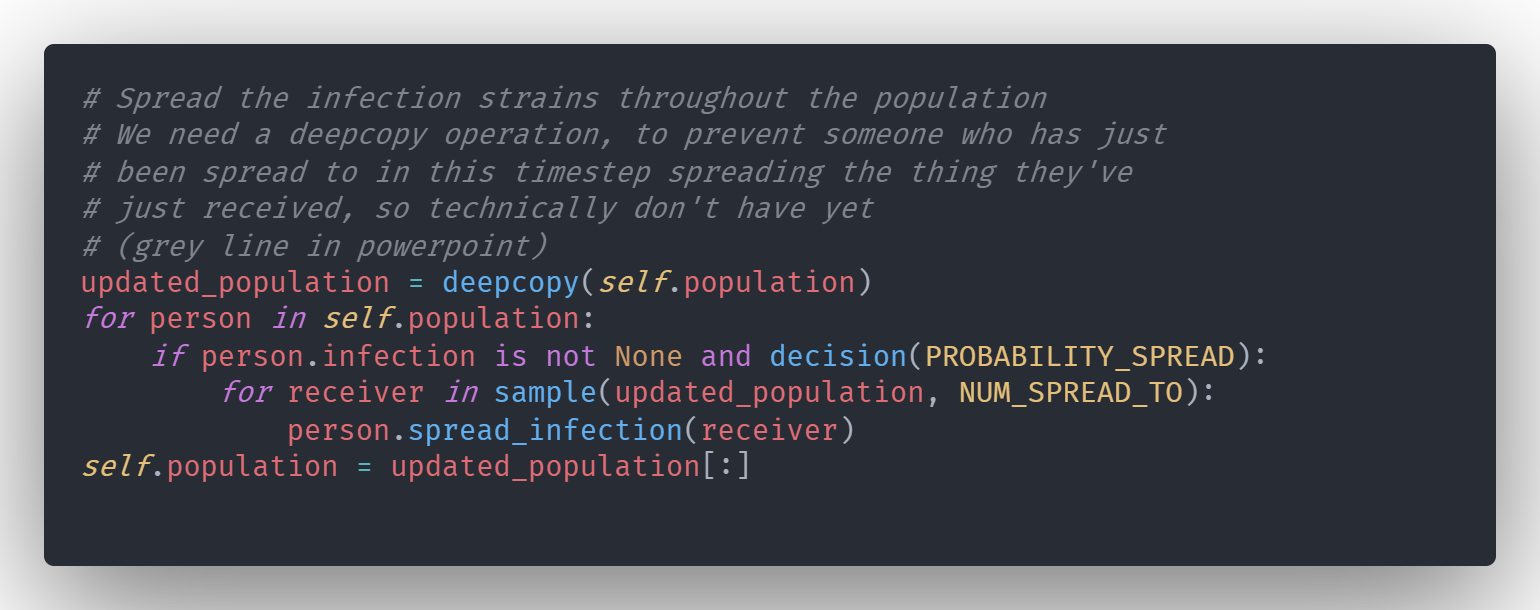 # Spread the infection strains throughout the population
# We need a deepcopy operation, to prevent someone who has just
# been spread to in this timestep spreading the thing they've
# just received, so technically don't have yet
# (grey line in powerpoint)
updated_population = deepcopy(self.population)
for person in self.population:
    if person.infection is not None and decision(PROBABILITY_SPREAD):
        for receiver in sample(updated_population, NUM_SPREAD_TO):
            person.spread_infection(receiver)
self.population = updated_population[:]